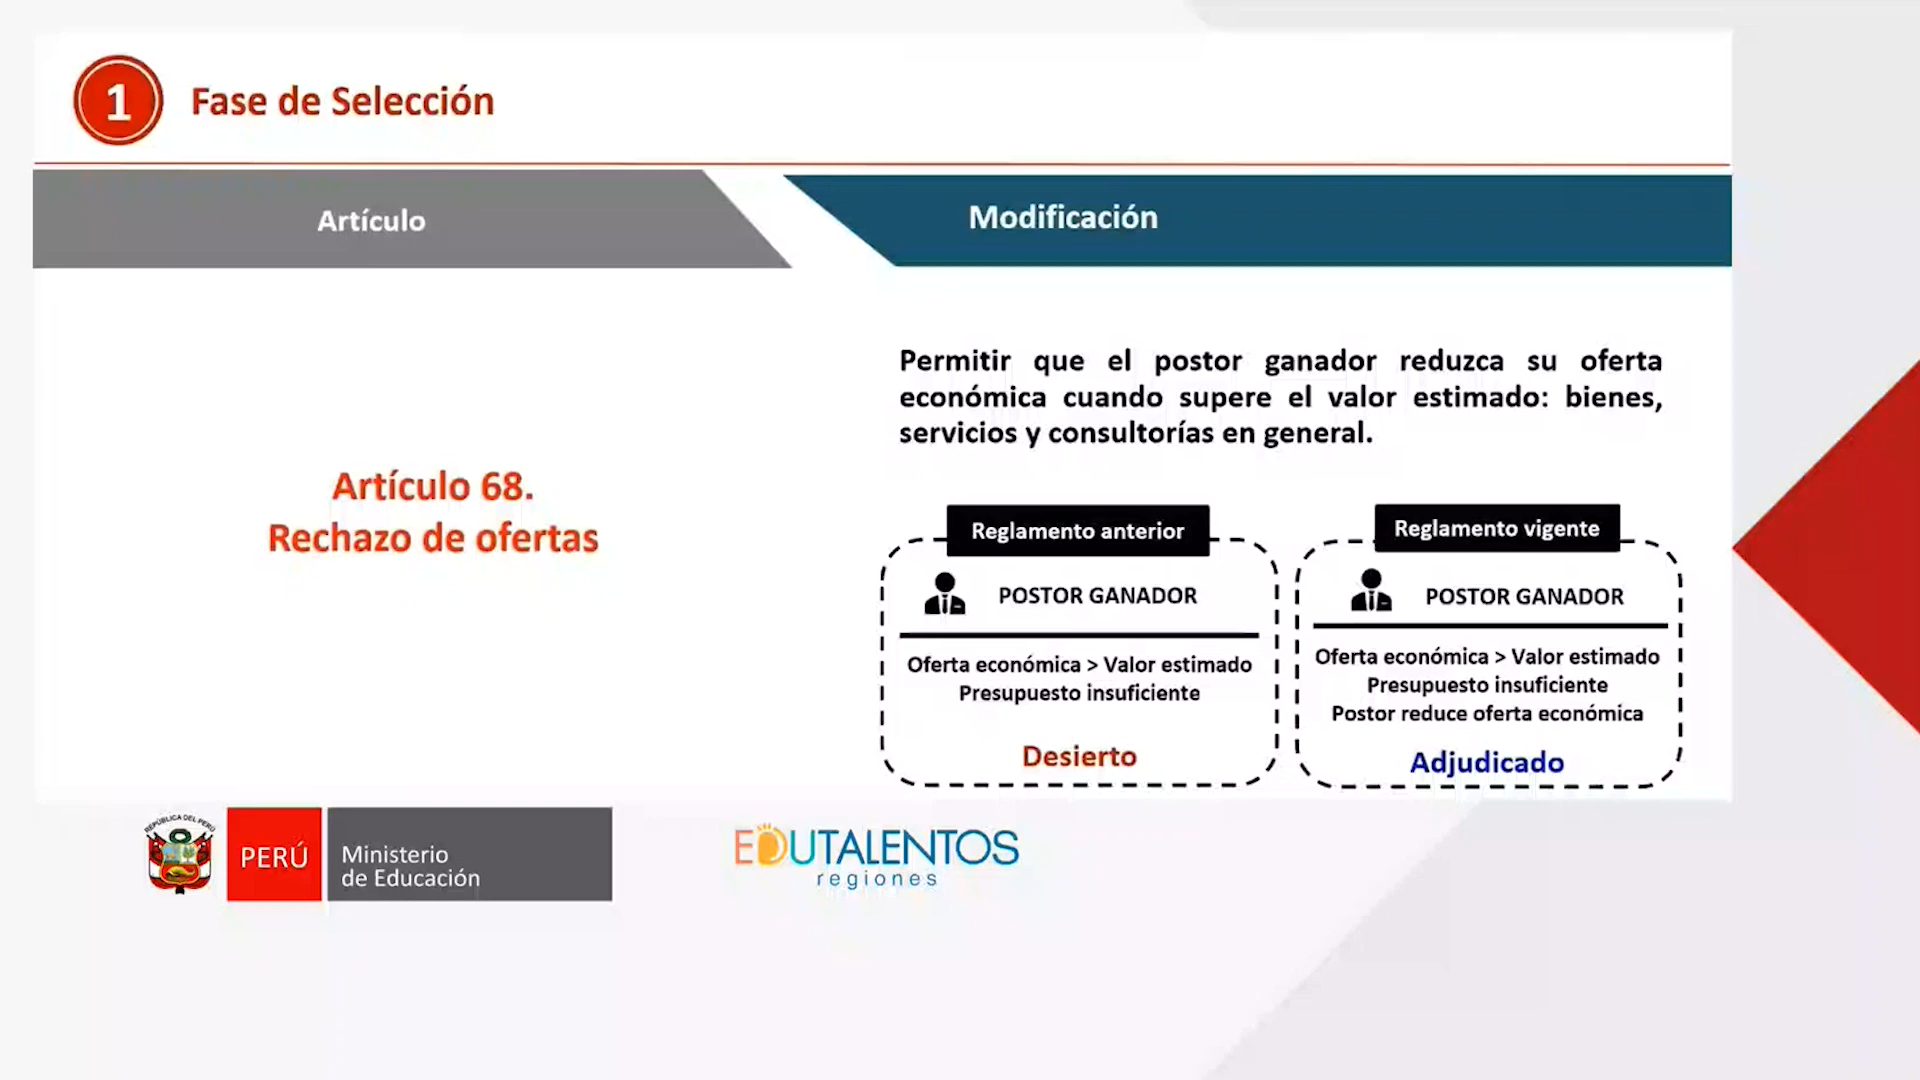 1
Fase de Selección
Artículo
Modificación
Artículo 68.
Rechazo de ofertas
Permitir que el postor ganador reduzca su oferta
económica cuando supere el valor estimado: bienes,
servicios y consultorías en general.
Reglamento anterior
POSTOR GANADOR
Oferta económica > Valor estimado
Presupuesto insuficiente
Desierto
Reglamento vigente
POSTOR GANADOR
Oferta económica > Valor estimado
Presupuesto insuficiente
Postor reduce oferta económica
Adjudicado
REPÚBLICA DEL PERÚ
PERÚ
Ministerio
de Educación
EDUTALENTOS
regiones